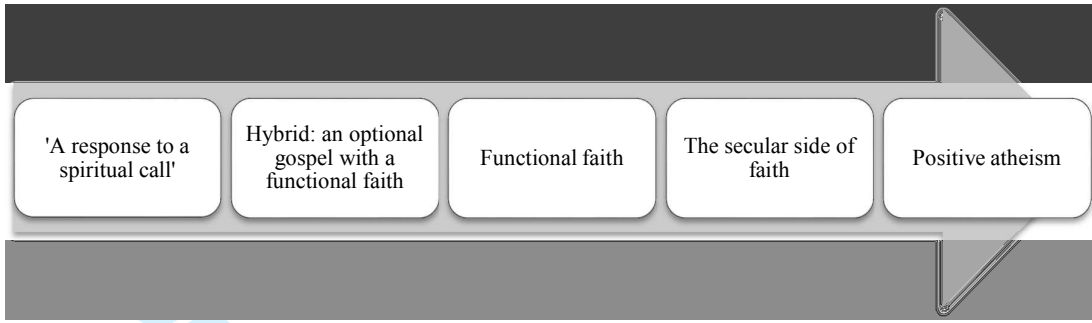 'A response to a
spiritual call'
Hybrid: an optional
gospel with a
functional faith
Functional faith
The secular side of
faith
Positive atheism